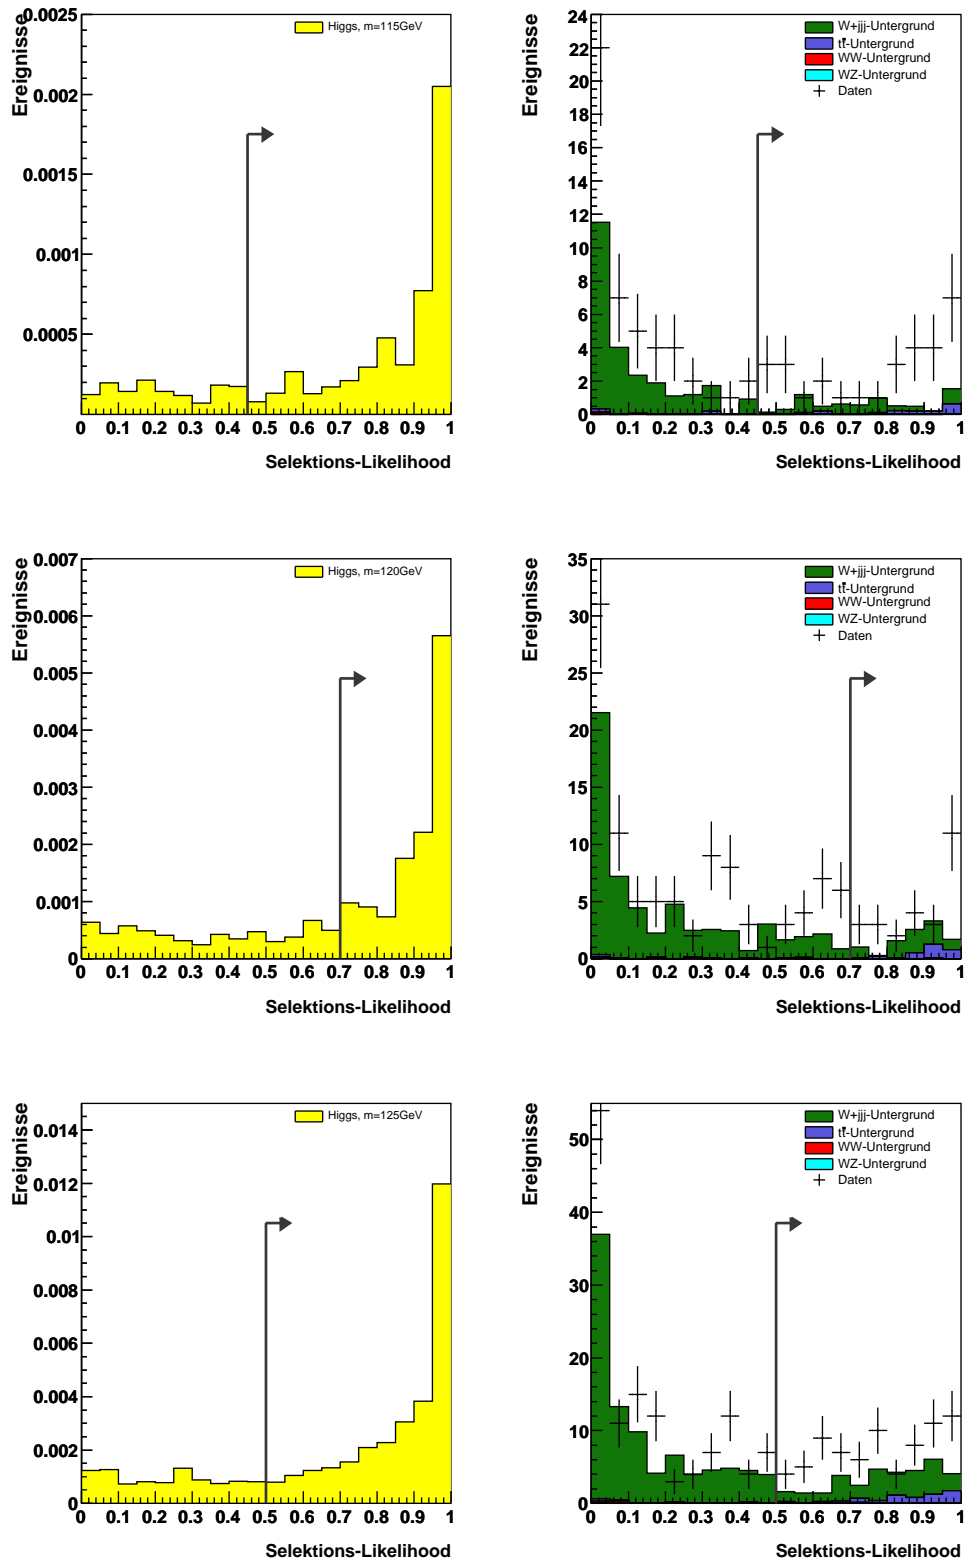 Ereignisse
0.0025
0.002
0.0015
0.001
0.0005
0
Higgs, m=115GeV
0 0.1 0.2 0.3 0.4 0.5 0.6 0.7 0.8 0.9 1
Selektions-Likelihood
Ereignisse
24
22
20
18
16
14
12
10
8
6
4
2
0
W+jjj-Untergrund
tt̄-Untergrund
WW-Untergrund
WZ-Untergrund
Daten
0 0.1 0.2 0.3 0.4 0.5 0.6 0.7 0.8 0.9 1
Selektions-Likelihood
Ereignisse
0.007
0.006
0.005
0.004
0.003
0.002
0.001
0
Higgs, m=120GeV
0 0.1 0.2 0.3 0.4 0.5 0.6 0.7 0.8 0.9 1
Selektions-Likelihood
Ereignisse
35
30
25
20
15
10
5
0
W+jjj-Untergrund
tt̄-Untergrund
WW-Untergrund
WZ-Untergrund
Daten
0 0.1 0.2 0.3 0.4 0.5 0.6 0.7 0.8 0.9 1
Selektions-Likelihood
Ereignisse
0.014
0.012
0.01
0.008
0.006
0.004
0.002
0
Higgs, m=125GeV
0 0.1 0.2 0.3 0.4 0.5 0.6 0.7 0.8 0.9 1
Selektions-Likelihood
Ereignisse
50
40
30
20
10
0
W+jjj-Untergrund
tt̄-Untergrund
WW-Untergrund
WZ-Untergrund
Daten
0 0.1 0.2 0.3 0.4 0.5 0.6 0.7 0.8 0.9 1
Selektions-Likelihood